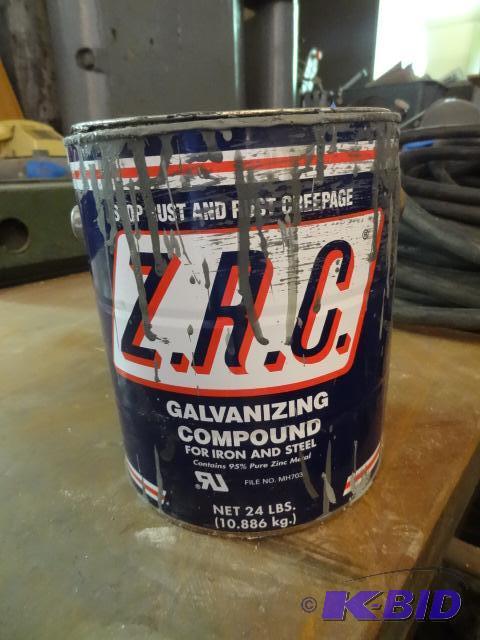 STOP RUST AND RUST CREEPAGE
Z.R.C.®
GALVANIZING
COMPOUND
FOR IRON AND STEEL
Contains 95% Pure Zinc Metal
RU FILE NO. MH703
NET 24 LBS.
(10.886 kg.)
© K-BID